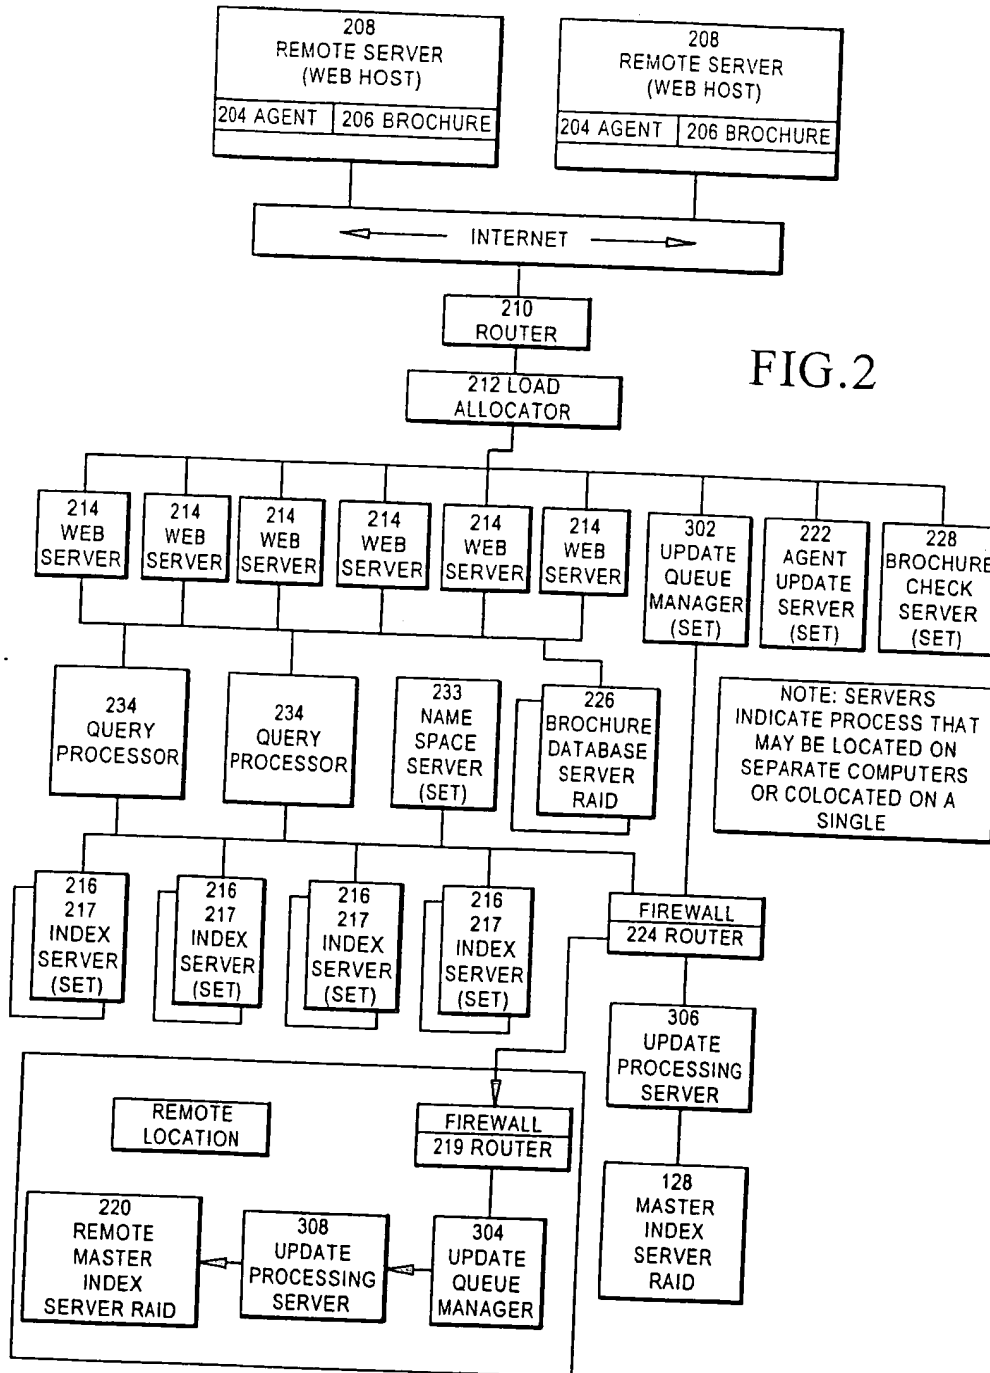 208
REMOTE SERVER
(WEB HOST)
204 AGENT
206 BROCHURE
208
REMOTE SERVER
(WEB HOST)
204 AGENT
206 BROCHURE
INTERNET
210
ROUTER
FIG.2
212 LOAD
ALLOCATOR
214
WEB
SERVER
214
WEB
SERVER
214
WEB
SERVER
214
WEB
SERVER
214
WEB
SERVER
214
WEB
SERVER
302
UPDATE
QUEUE
MANAGER
(SET)
222
AGENT
UPDATE
SERVER
(SET)
228
BROCHURE
CHECK
SERVER
(SET)
234
QUERY
PROCESSOR
234
QUERY
PROCESSOR
233
NAME
SPACE
SERVER
(SET)
226
BROCHURE
DATABASE
SERVER
RAID
NOTE: SERVERS
INDICATE PROCESS THAT
MAY BE LOCATED ON
SEPARATE COMPUTERS
OR COLOCATED ON A
SINGLE
216
217
INDEX
SERVER
(SET)
216
217
INDEX
SERVER
(SET)
216
217
INDEX
SERVER
(SET)
216
217
INDEX
SERVER
(SET)
FIREWALL
224 ROUTER
306
UPDATE
PROCESSING
SERVER
REMOTE
LOCATION
FIREWALL
219 ROUTER
220
REMOTE
MASTER
INDEX
SERVER RAID
308
UPDATE
PROCESSING
SERVER
304
UPDATE
QUEUE
MANAGER
128
MASTER
INDEX
SERVER
RAID